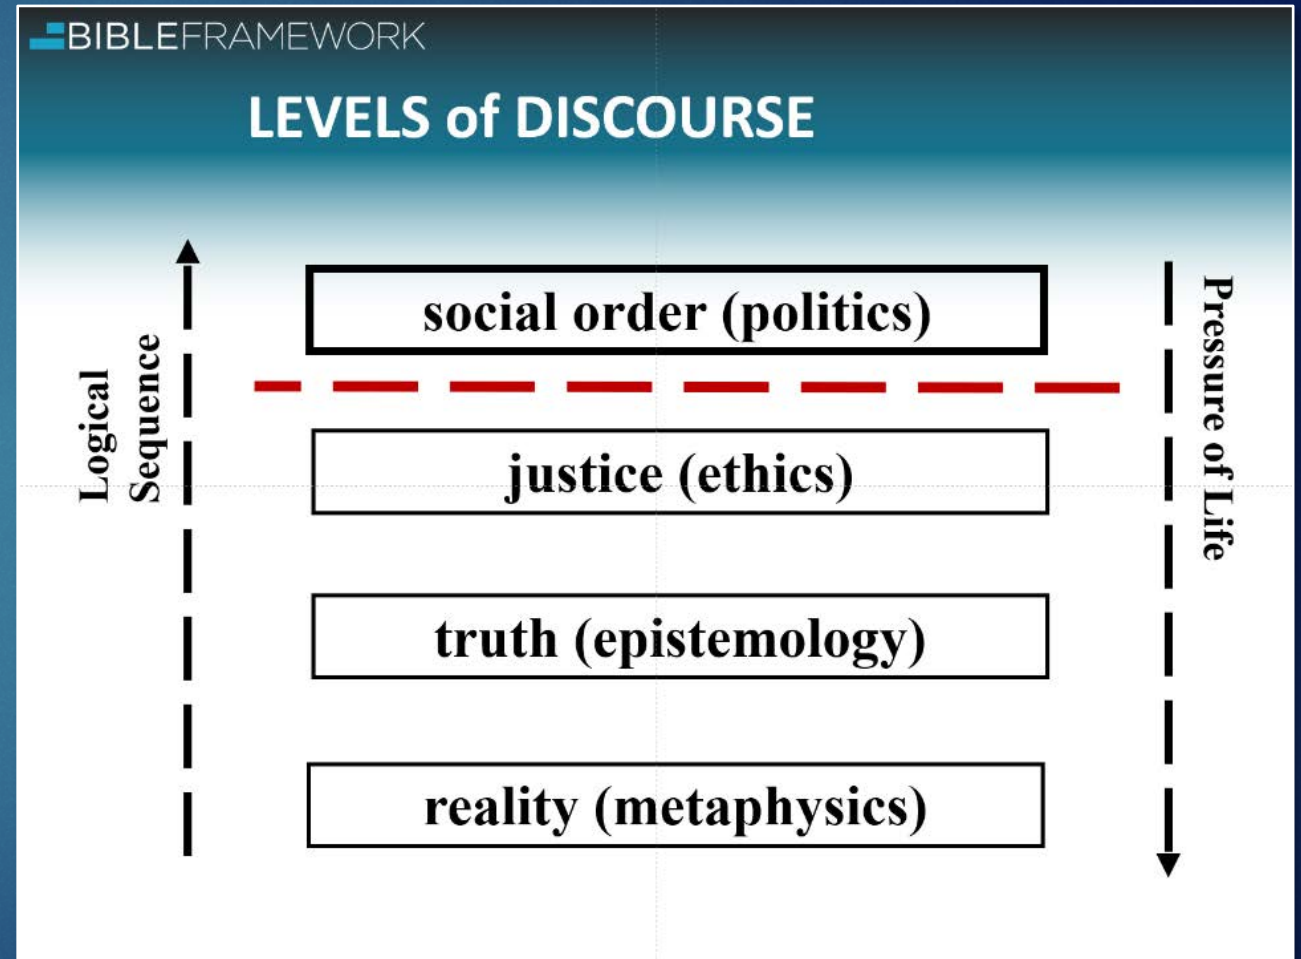 BIBLEFRAMEWORK
LEVELS of DISCOURSE
social order (politics)
Logical
Sequence
Pressure of Life
justice (ethics)
truth (epistemology)
reality (metaphysics)